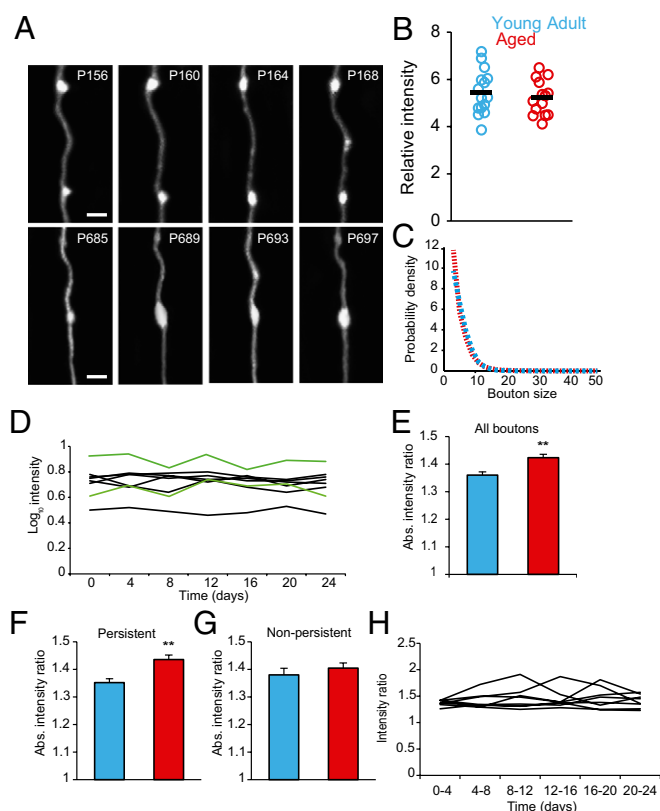 A
P156
P160
P164
P168
P685
P689
P693
P697
B
Young Adult
Aged
Relative intensity
8
6
4
2
0
C
Probability density
12
10
8
6
4
2
0
0 10 20 30 40 50
Bouton size
D
Log10 intensity
1
0.8
0.6
0.4
0.2
0
0 4 8 12 16 20 24
Time (days)
E
All boutons
**
Abs. intensity ratio
1.5
1.4
1.3
1.2
1.1
1
F
Persistent
**
Abs. intensity ratio
1.5
1.4
1.3
1.2
1.1
1
G
Non-persistent
Abs. intensity ratio
1.5
1.4
1.3
1.2
1.1
1
H
Intensity ratio
2.5
2
1.5
1
0.5
0
0-4 4-8 8-12 12-16 16-20 20-24
Time (days)